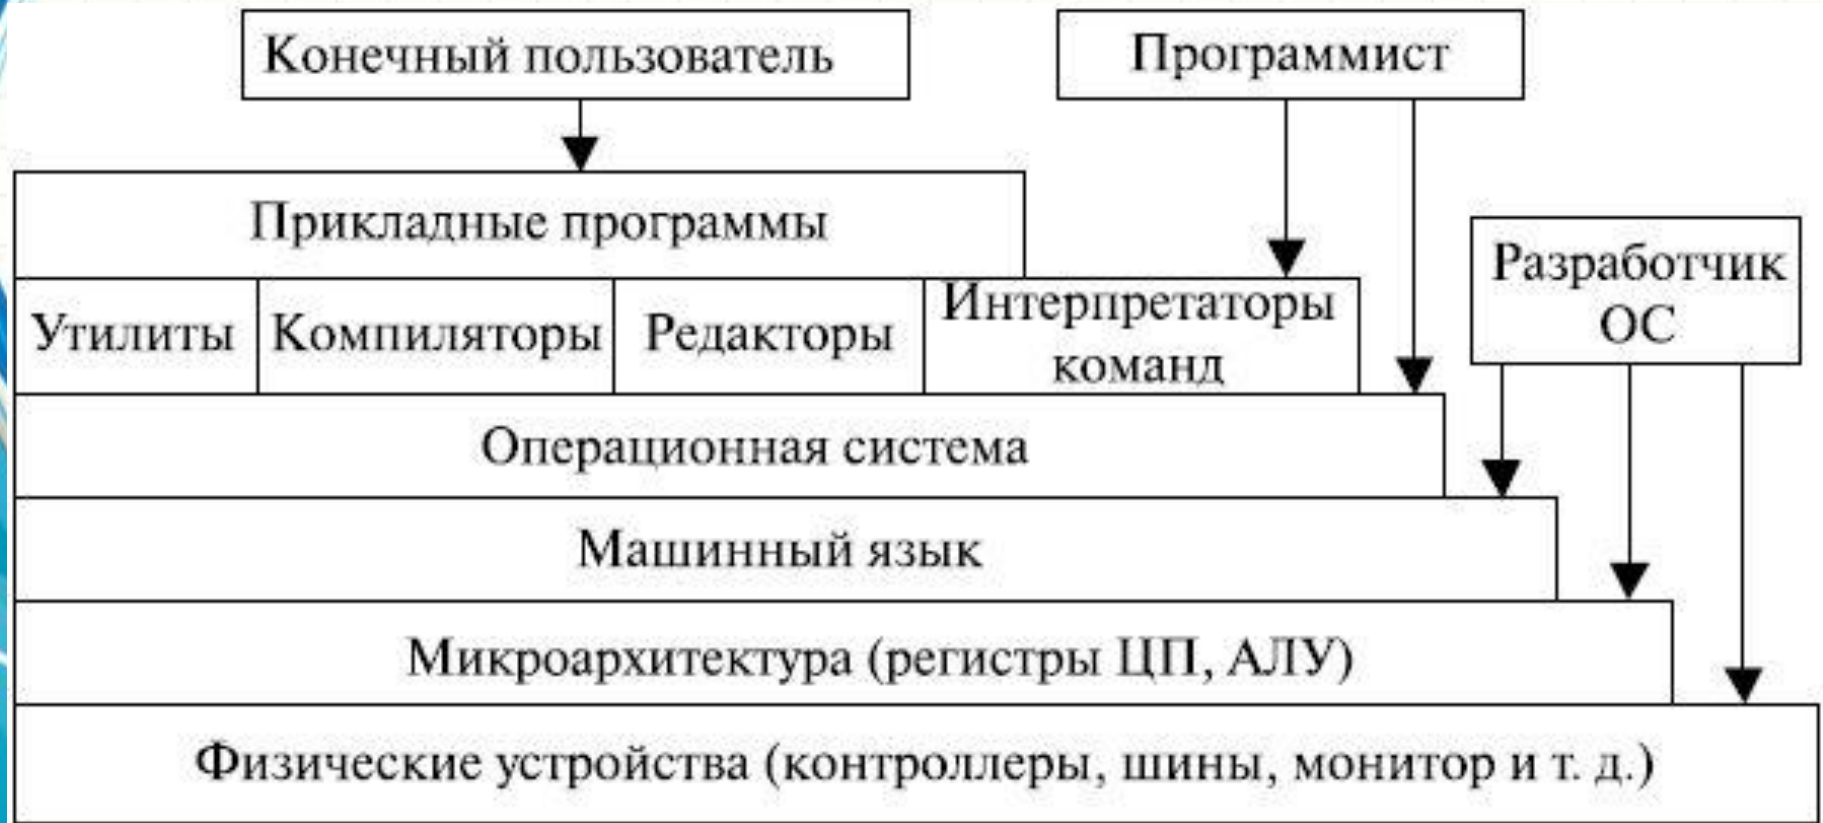 Конечный пользователь
Программист
Прикладные программы
Разработчик
ОС
Утилиты
Компиляторы
Редакторы
Интерпретаторы
команд
Операционная система
Машинный язык
Микроархитектура (регистры ЦП, АЛУ)
Физические устройства (контроллеры, шины, монитор и т. д.)